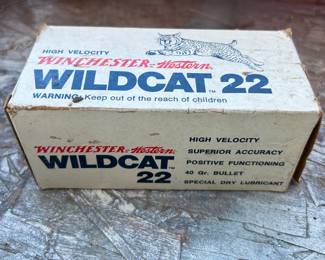 HIGH VELOCITY
WINCHESTER-Western
WILDCAT 22
WARNING: Keep out of the reach of children
WINCHESTER-Western
WILDCAT
22
HIGH VELOCITY
SUPERIOR ACCURACY
POSITIVE FUNCTIONING
40 Gr. BULLET
SPECIAL DRY LUBRICANT